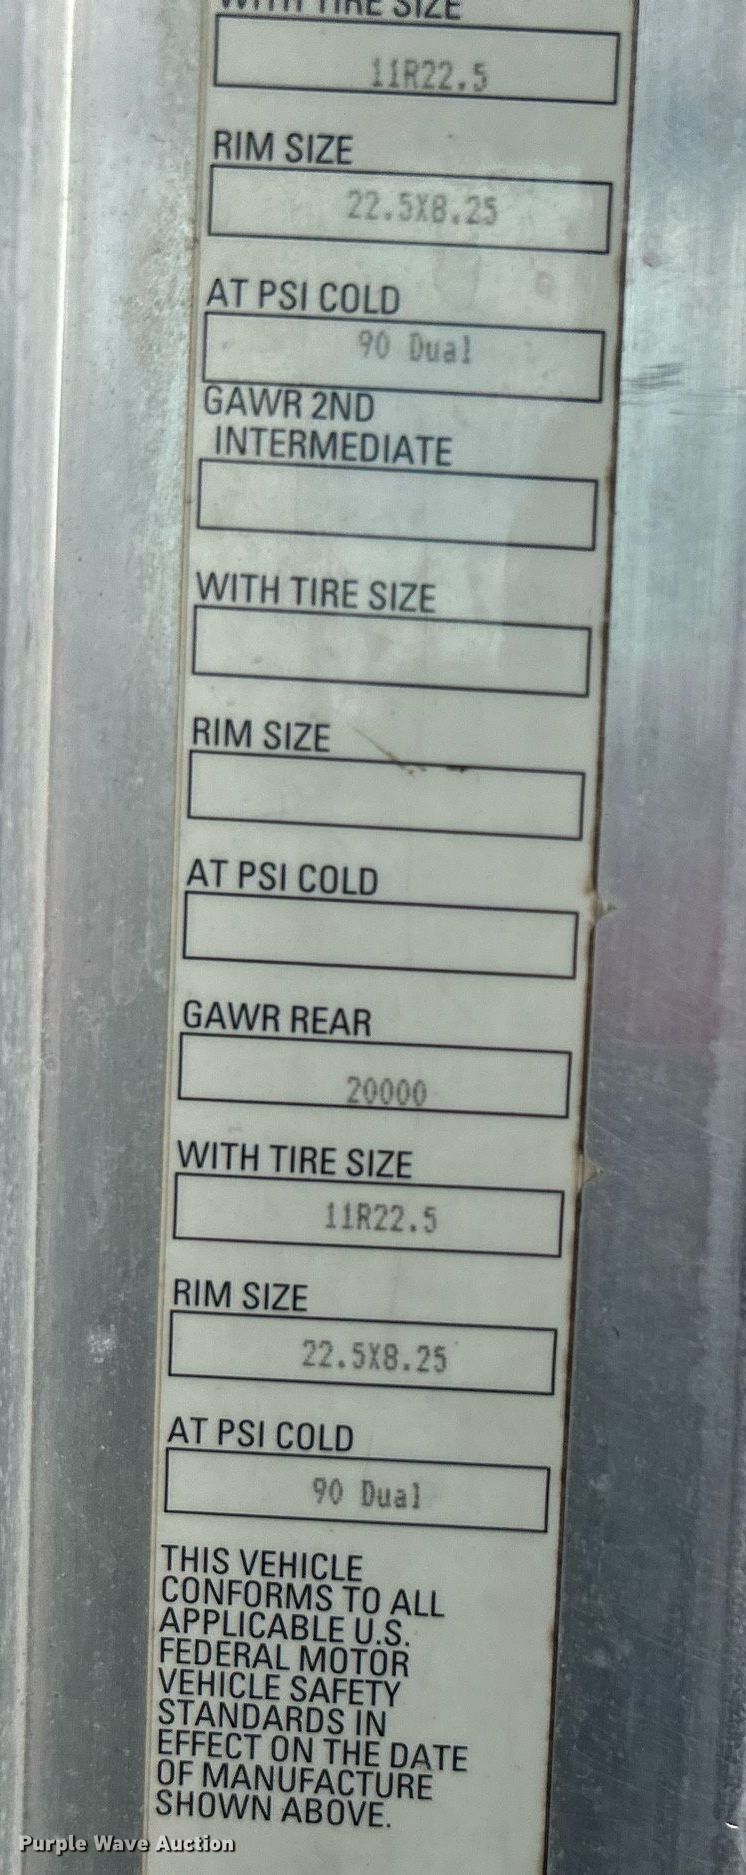 WITH TIRE SIZE
11R22.5
RIM SIZE
22.5X8.25
AT PSI COLD
90 Dual
GAWR 2ND
INTERMEDIATE
WITH TIRE SIZE
RIM SIZE
AT PSI COLD
GAWR REAR
20000
WITH TIRE SIZE
11R22.5
RIM SIZE
22.5X8.25
AT PSI COLD
90 Dual
THIS VEHICLE
CONFORMS TO ALL
APPLICABLE U.S.
FEDERAL MOTOR
VEHICLE SAFETY
STANDARDS IN
EFFECT ON THE DATE
OF MANUFACTURE
SHOWN ABOVE.
Purple Wave Auction